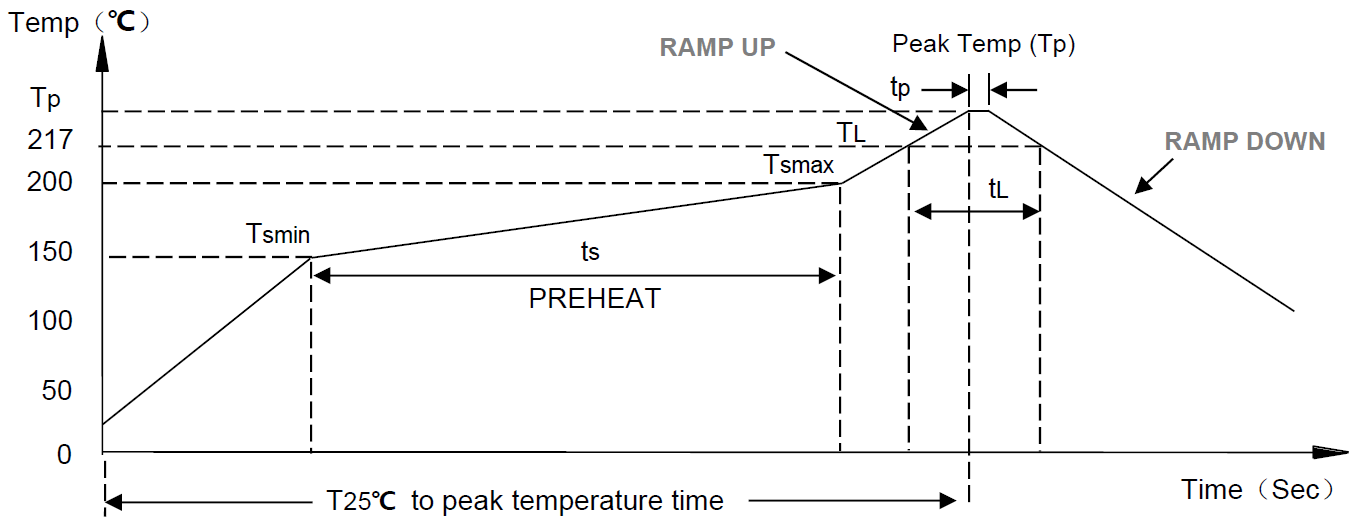 Temp（℃）
RAMP UP
Peak Temp (Tp)
Tp
tp
217
TL
RAMP DOWN
200
Tsmax
tL
Tsmin
150
ts
PREHEAT
100
50
0
T25℃ to peak temperature time
Time（Sec）